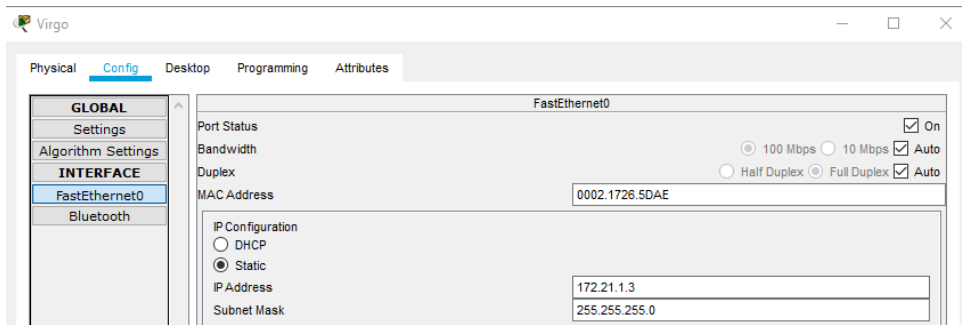 Virgo
Physical Config Desktop Programming Attributes
GLOBAL
Settings
Algorithm Settings
INTERFACE
FastEthernet0
Bluetooth
FastEthernet0
Port Status On
Bandwidth 100 Mbps 10 Mbps Auto
Duplex Half Duplex Full Duplex Auto
MAC Address 0002.1726.5DAE
IP Configuration
DHCP
Static
IP Address 172.21.1.3
Subnet Mask 255.255.255.0